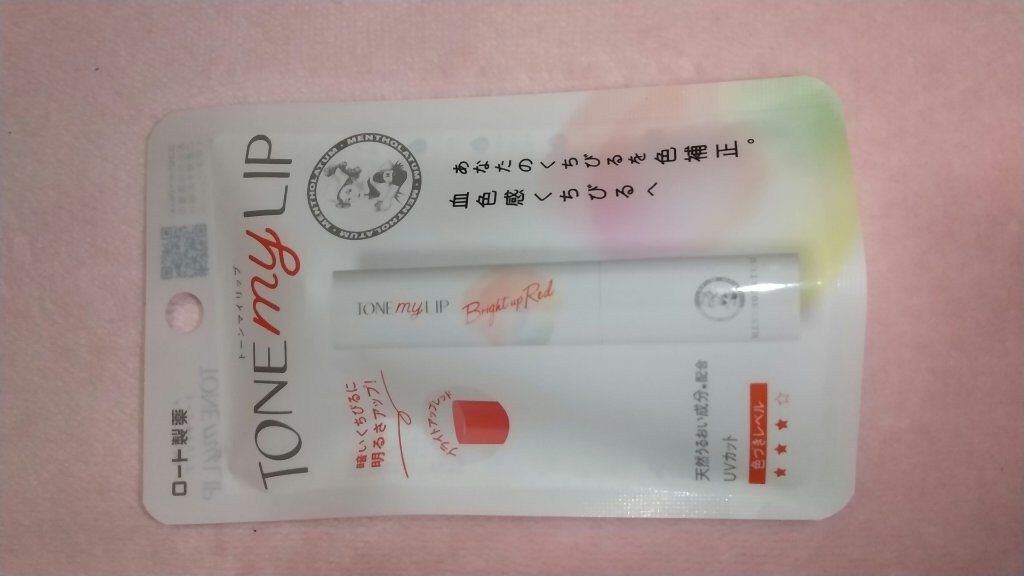 ロート製薬
TONE my LIP
トーンマイリップ
MENTHOLATUM・MENTHOLATUM・MENTHOLATUM
あなたのくちびるを色補正。
血色感くちびるへ
TONE my LIP
Bright up Red
暗いくちびるに
明るさアップ!
ブライトアップレッド
天然うるおい成分*配合
UVカット
色づきレベル
★★★☆